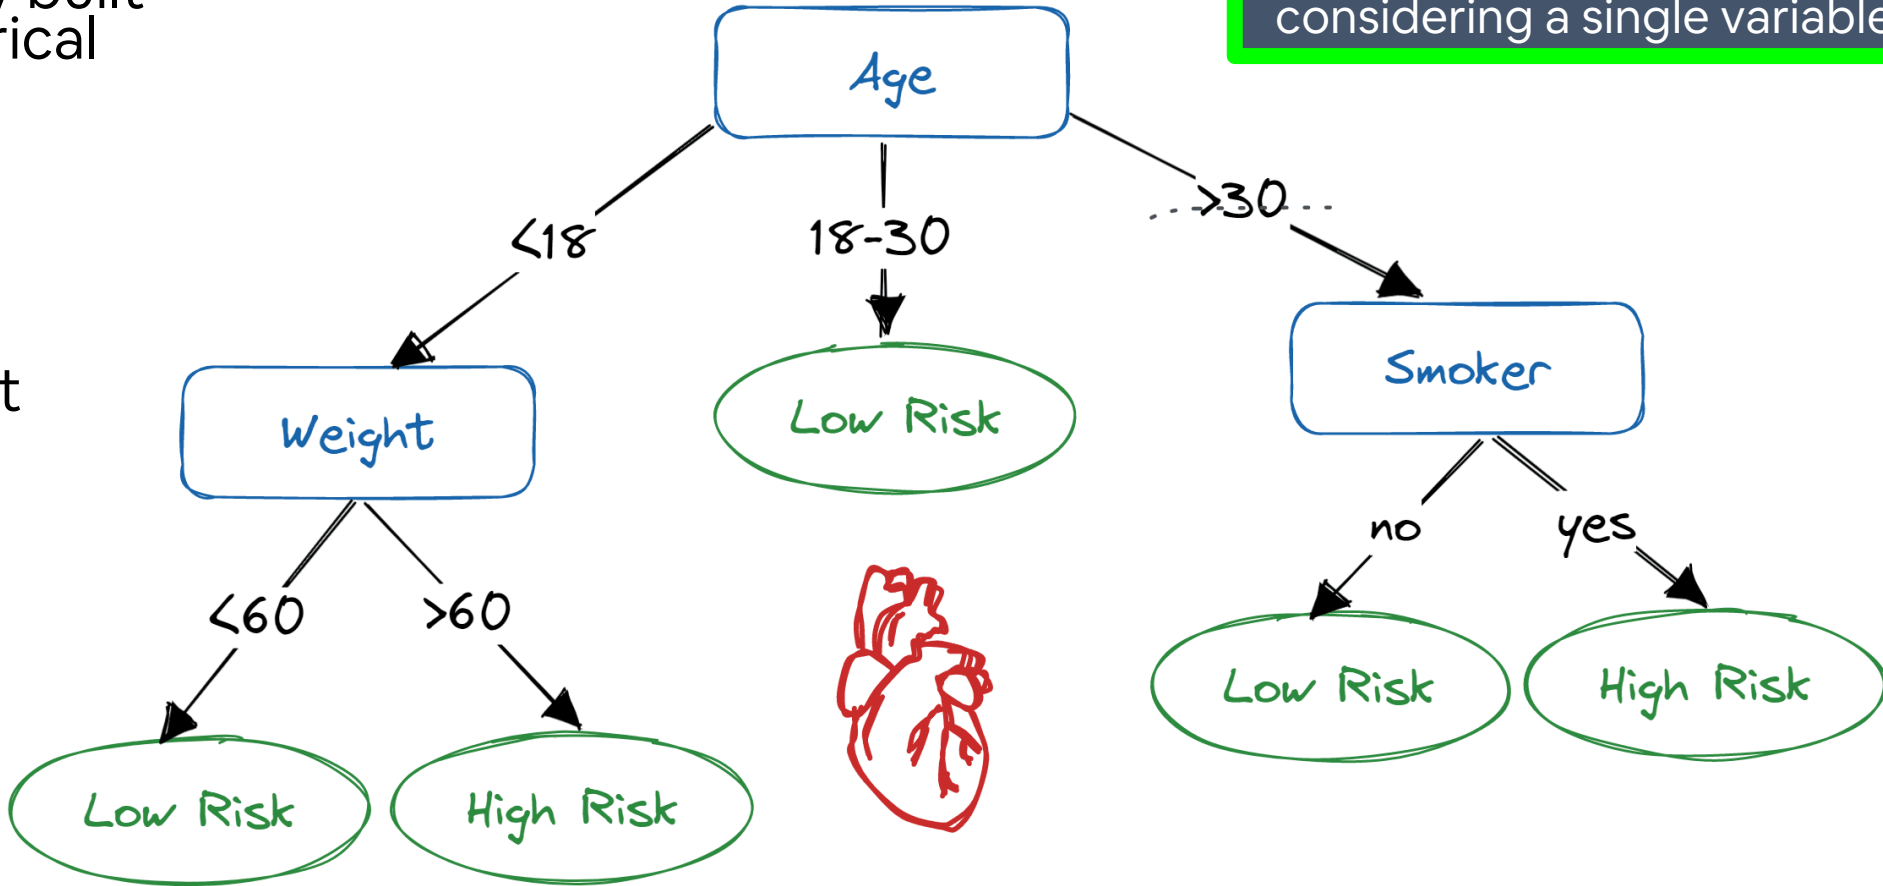 built
rical
considering a single variable
Age
<18
18-30
>30
t
Weight
Low Risk
Smoker
<60
>60
no
yes
Low Risk
High Risk
Low Risk
High Risk